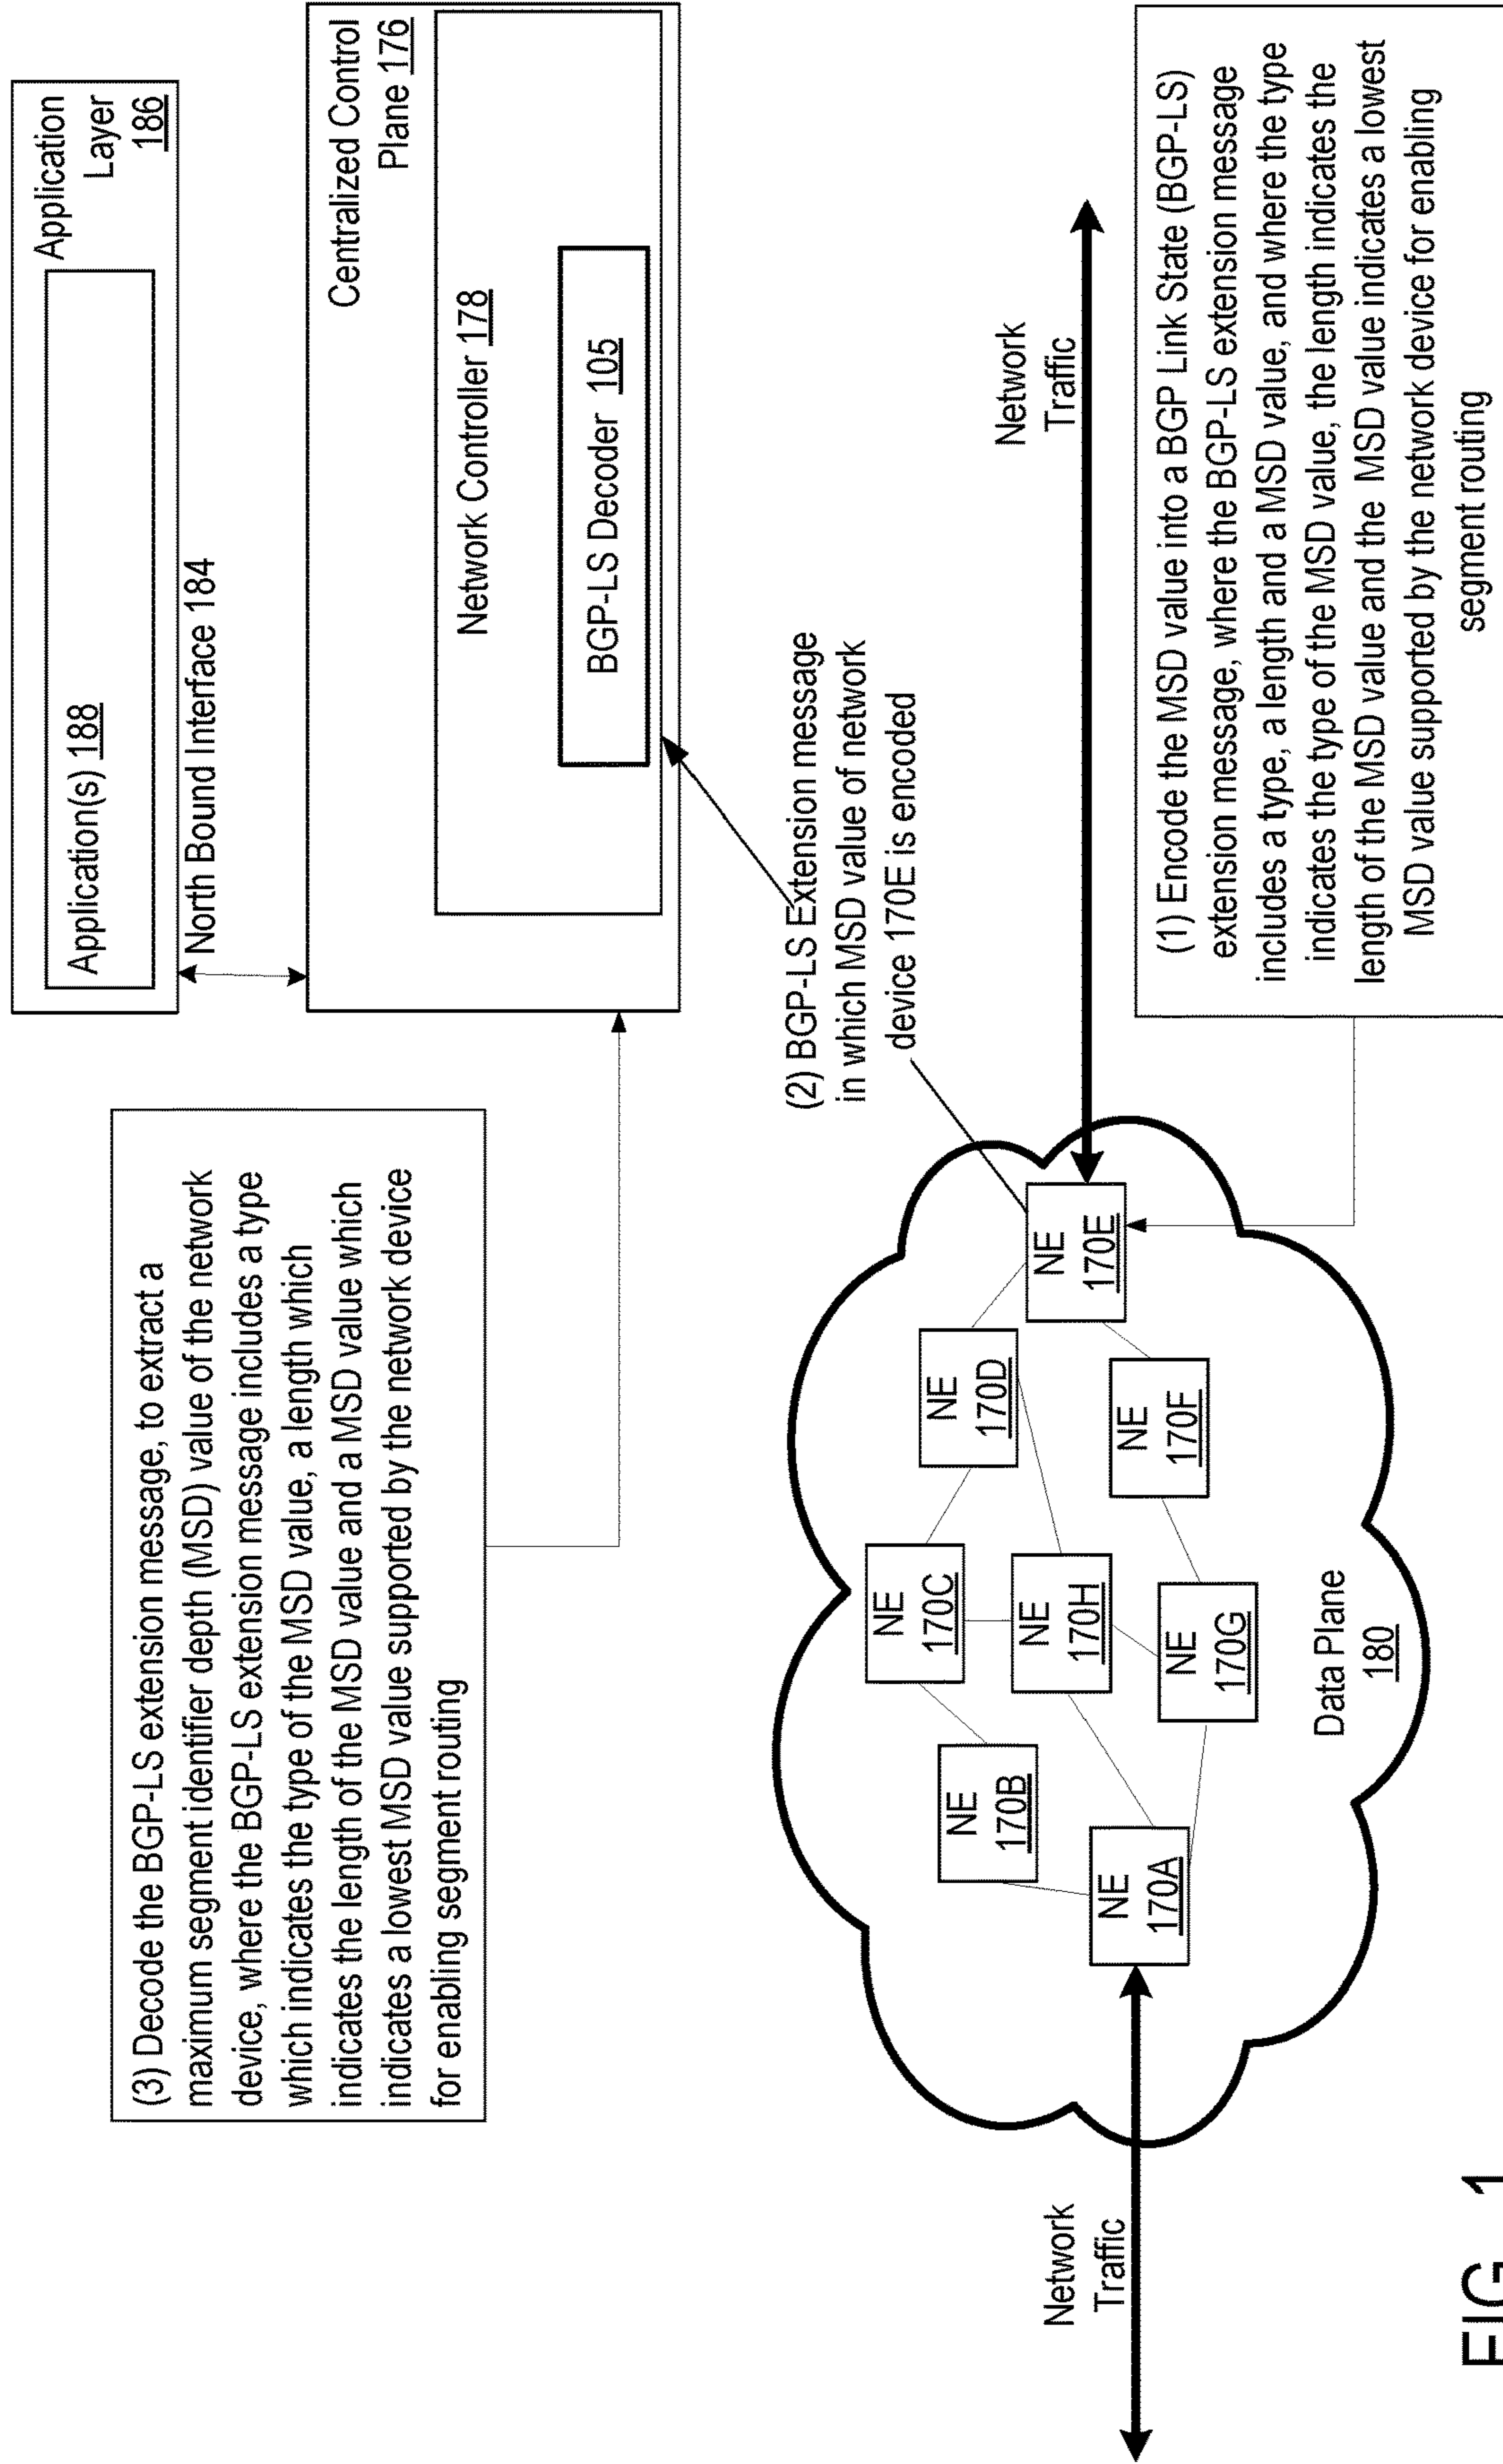 Application
Layer
186
Application(s) 188
North Bound Interface 184
Centralized Control
Plane 176
Network Controller 178
BGP-LS Decoder 105
(3) Decode the BGP-LS extension message, to extract a
maximum segment identifier depth (MSD) value of the network
device, where the BGP-LS extension message includes a type
which indicates the type of the MSD value, a length which
indicates the length of the MSD value and a MSD value which
indicates a lowest MSD value supported by the network device
for enabling segment routing
(2) BGP-LS Extension message
in which MSD value of network
device 170E is encoded
Network
Traffic
NE
170E
NE
170D
NE
170F
NE
170C
NE
170H
NE
170G
NE
170B
NE
170A
Data Plane
180
Network
Traffic
(1) Encode the MSD value into a BGP Link State (BGP-LS)
extension message, where the BGP-LS extension message
includes a type, a length and a MSD value, and where the type
indicates the type of the MSD value, the length indicates the
length of the MSD value and the MSD value indicates a lowest
MSD value supported by the network device for enabling
segment routing
FIG. 1